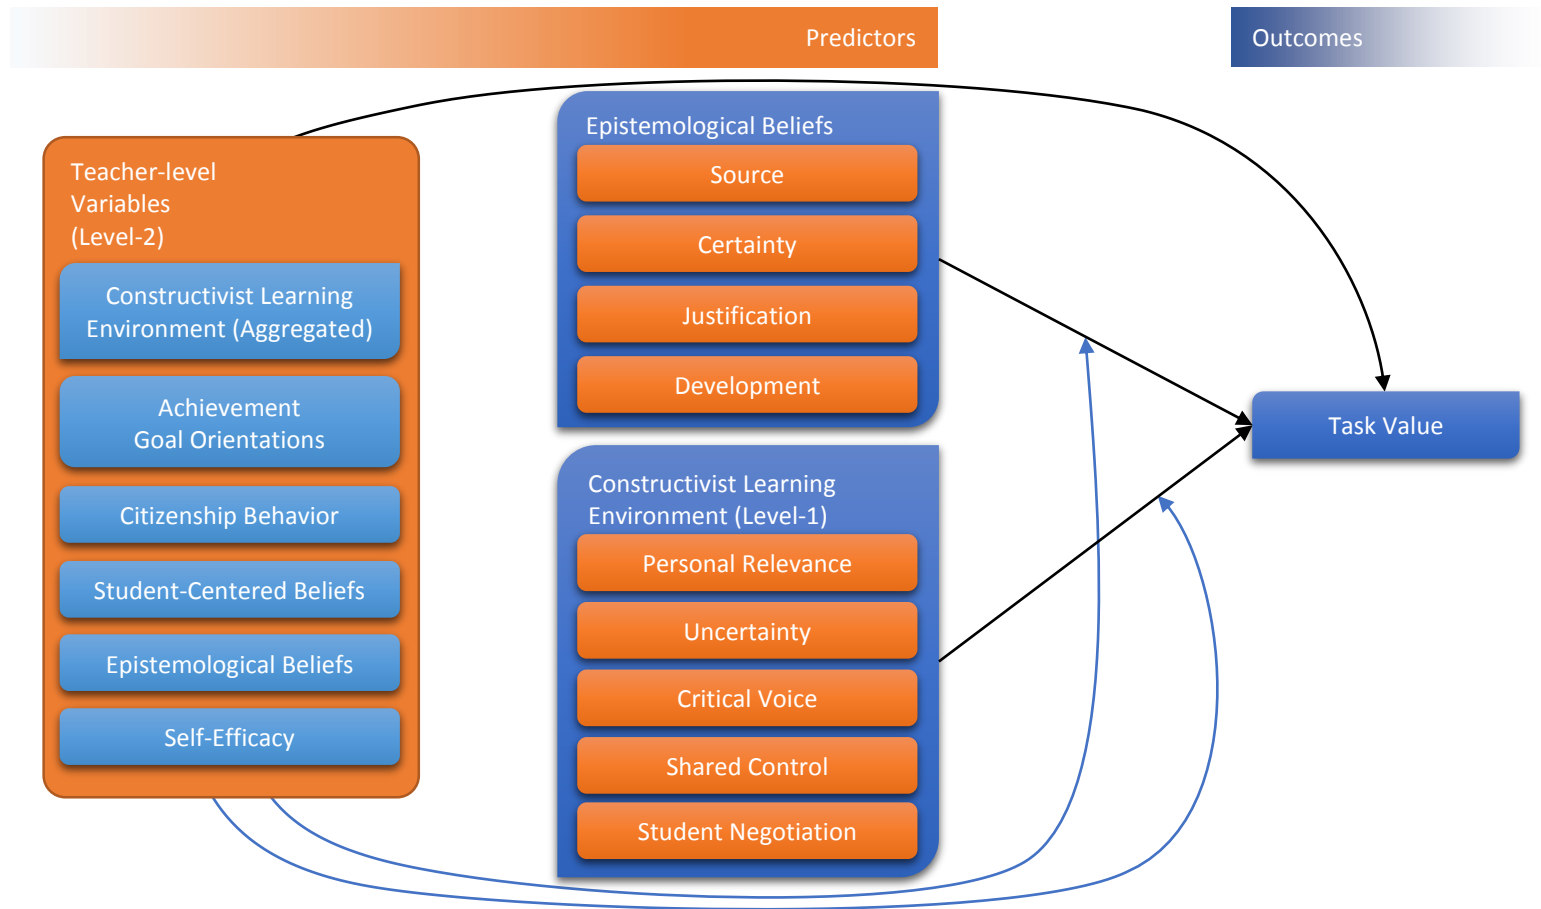 Predictors
Outcomes
Teacher-level
Variables
(Level-2)
Constructivist Learning
Environment (Aggregated)
Achievement
Goal Orientations
Citizenship Behavior
Student-Centered Beliefs
Epistemological Beliefs
Self-Efficacy
Epistemological Beliefs
Source
Certainty
Justification
Development
Constructivist Learning
Environment (Level-1)
Personal Relevance
Uncertainty
Critical Voice
Shared Control
Student Negotiation
Task Value